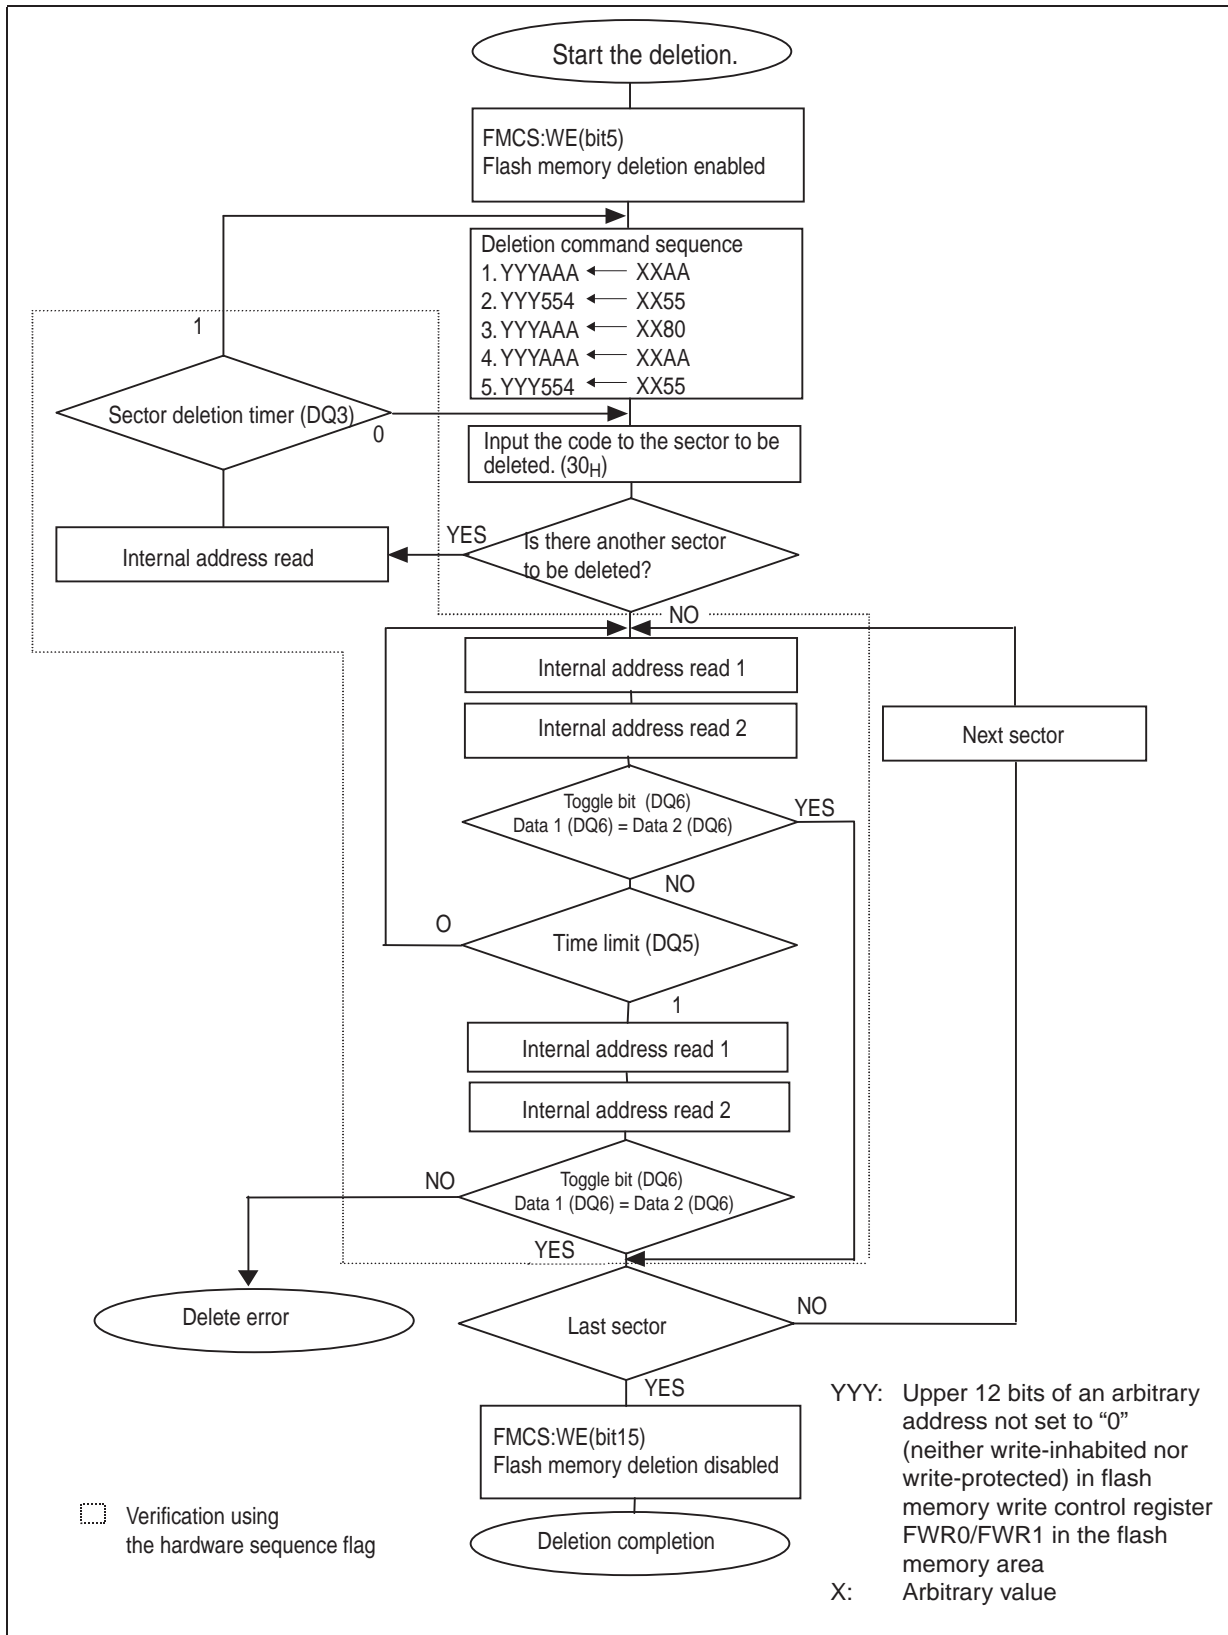 Start the deletion.
FMCS:WE(bit5)
Flash memory deletion enabled
Deletion command sequence
1. YYYAAA ← XXAA
2. YYY554 ← XX55
3. YYYAAA ← XX80
4. YYYAAA ← XXAA
5. YYY554 ← XX55
1
Sector deletion timer (DQ3)
0
Input the code to the sector to be
deleted. (30H)
YES
Internal address read
Is there another sector
to be deleted?
NO
Internal address read 1
Internal address read 2
Next sector
Toggle bit (DQ6)
Data 1 (DQ6) = Data 2 (DQ6)
YES
NO
O
Time limit (DQ5)
1
Internal address read 1
Internal address read 2
NO
Toggle bit (DQ6)
Data 1 (DQ6) = Data 2 (DQ6)
YES
Delete error
Last sector
NO
YES
FMCS:WE(bit15)
Flash memory deletion disabled
Deletion completion
Verification using
the hardware sequence flag
YYY: Upper 12 bits of an arbitrary
address not set to “0”
(neither write-inhabited nor
write-protected) in flash
memory write control register
FWR0/FWR1 in the flash
memory area
X: Arbitrary value